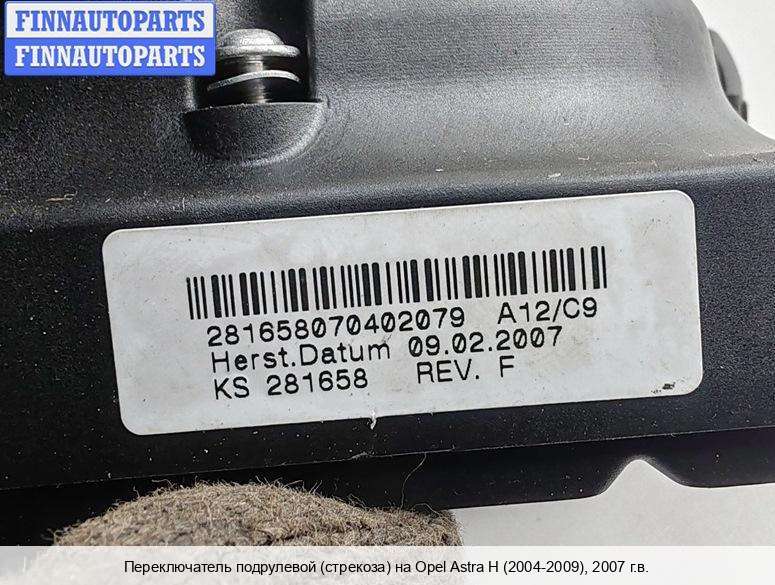 FINNAUTOPARTS
FINNAUTOPARTS
281658070402079 A12/C9
Herst.Datum 09.02.2007
KS 281658 REV. F
Переключатель подрулевой (стрекоза) на Opel Astra H (2004-2009), 2007 г.в.